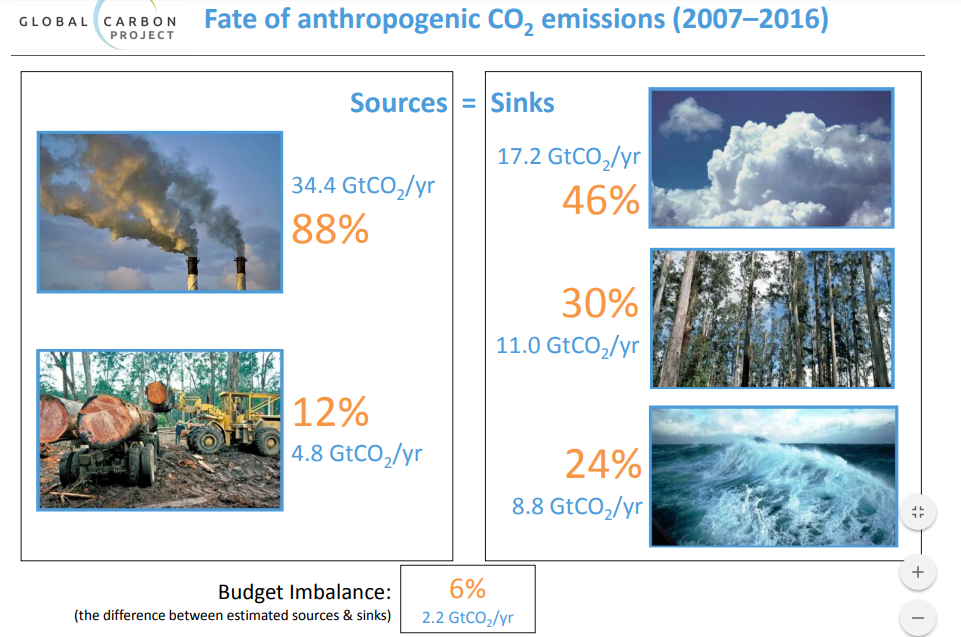 GLOBAL CARBON
PROJECT
Fate of anthropogenic CO₂ emissions (2007–2016)
Sources = Sinks
34.4 GtCO₂/yr
88%
12%
4.8 GtCO₂/yr
17.2 GtCO₂/yr
46%
30%
11.0 GtCO₂/yr
24%
8.8 GtCO₂/yr
Budget Imbalance:
(the difference between estimated sources & sinks)
6%
2.2 GtCO₂/yr